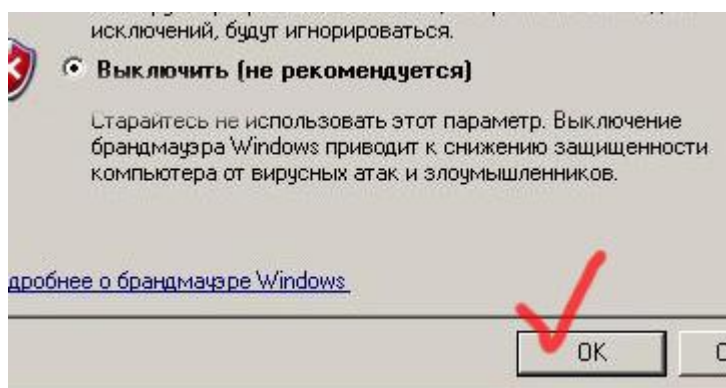 исключений, будут игнорироваться.
Выключить (не рекомендуется)
Старайтесь не использовать этот параметр. Выключение
брандмауэра Windows приводит к снижению защищенности
компьютера от вирусных атак и злоумышленников.
дробнее о брандмауэре Windows
ОК